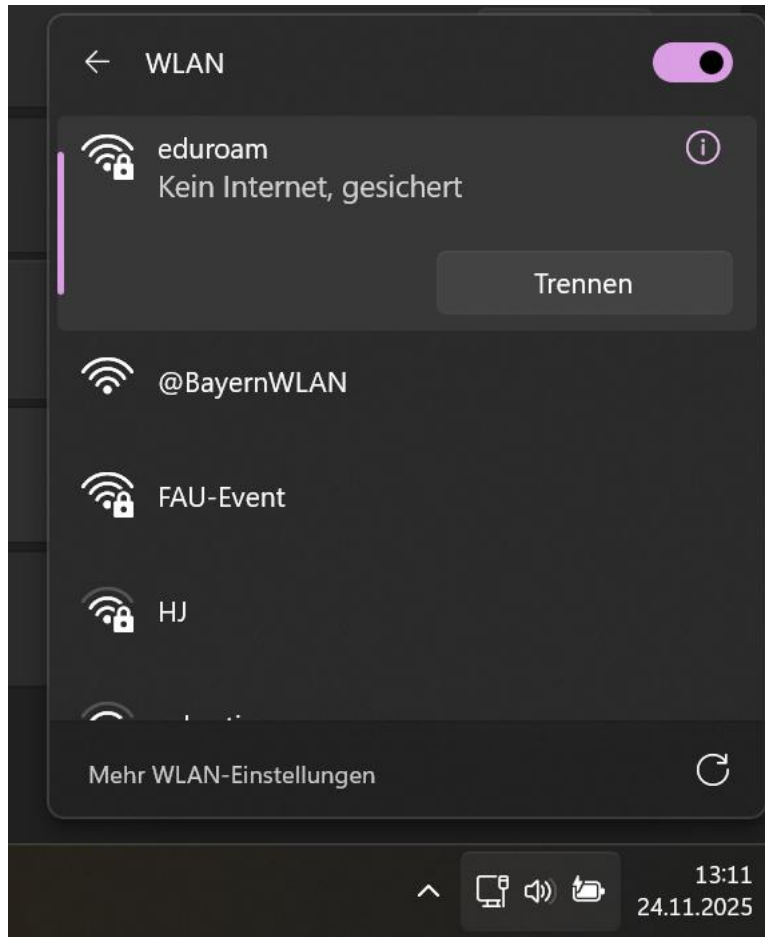 WLAN
eduroam
Kein Internet, gesichert
Trennen
@BayernWLAN
FAU-Event
HJ
Mehr WLAN-Einstellungen
13:11
24.11.2025